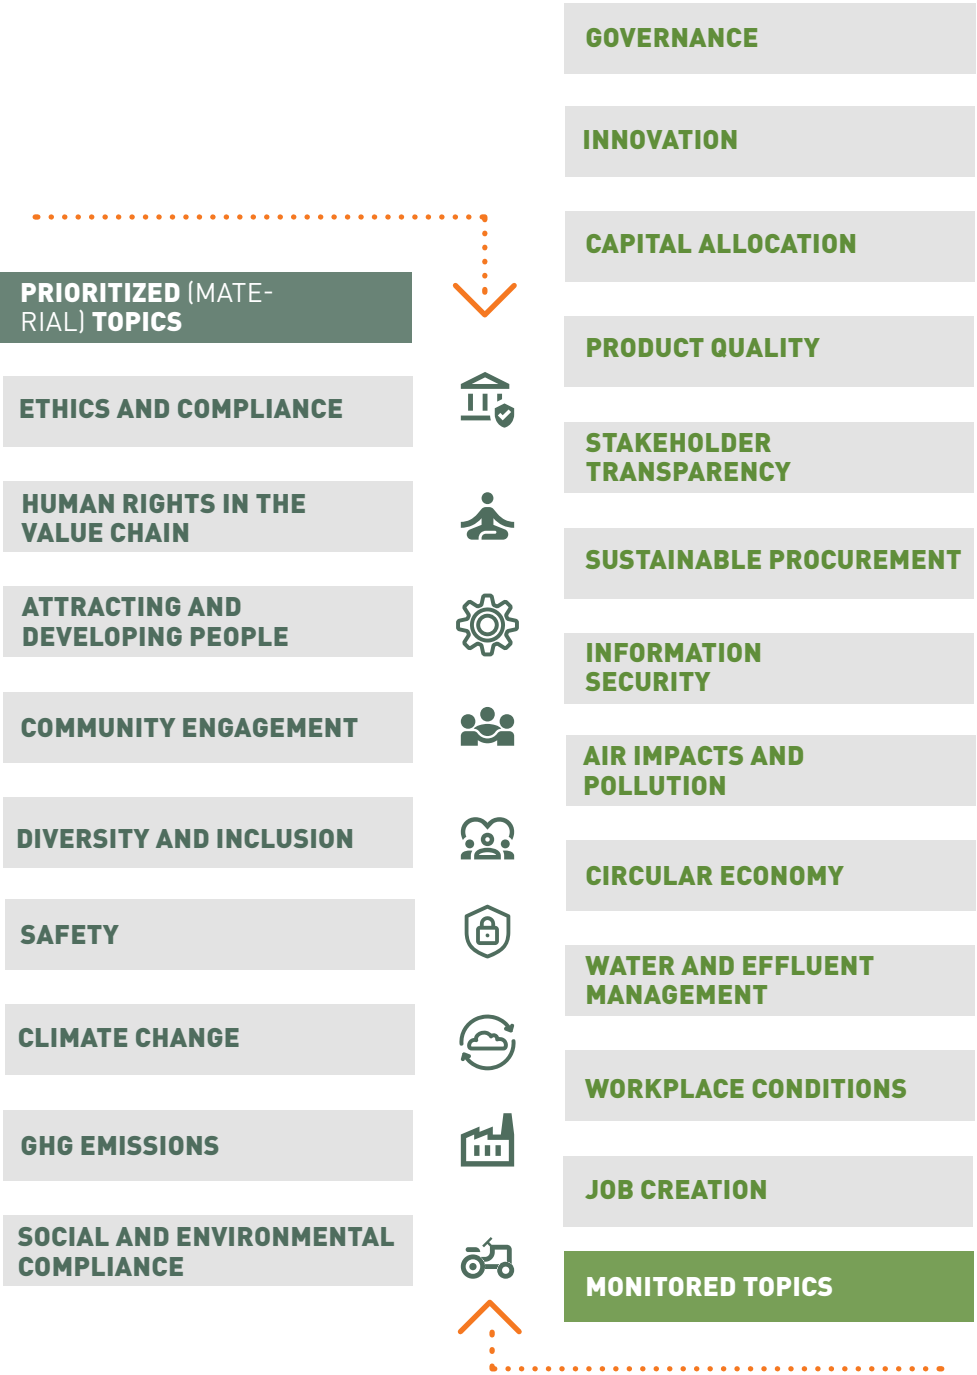 PRIORITIZED (MATE-
RIAL) TOPICS
ETHICS AND COMPLIANCE
HUMAN RIGHTS IN THE
VALUE CHAIN
ATTRACTING AND
DEVELOPING PEOPLE
COMMUNITY ENGAGEMENT
DIVERSITY AND INCLUSION
SAFETY
CLIMATE CHANGE
GHG EMISSIONS
SOCIAL AND ENVIRONMENTAL
COMPLIANCE
GOVERNANCE
INNOVATION
CAPITAL ALLOCATION
PRODUCT QUALITY
STAKEHOLDER
TRANSPARENCY
SUSTAINABLE PROCUREMENT
INFORMATION
SECURITY
AIR IMPACTS AND
POLLUTION
CIRCULAR ECONOMY
WATER AND EFFLUENT
MANAGEMENT
WORKPLACE CONDITIONS
JOB CREATION
MONITORED TOPICS